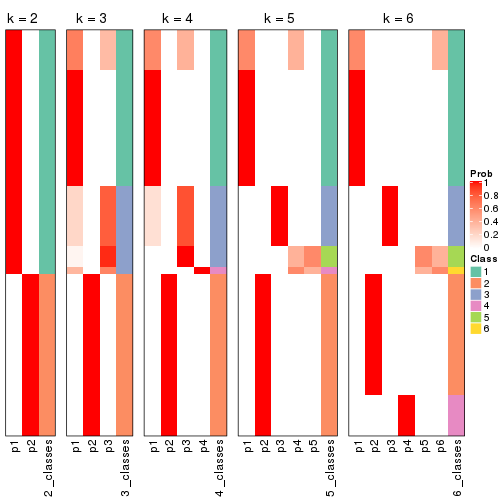 k = 2
k = 3
k = 4
k = 5
k = 6
p1
p2
2_classes
p1
p2
p3
3_classes
p1
p2
p3
p4
4_classes
p1
p2
p3
p4
p5
5_classes
p1
p2
p3
p4
p5
p6
6_classes
Prob
1
0.8
0.6
0.4
0.2
0
Class
1
2
3
4
5
6